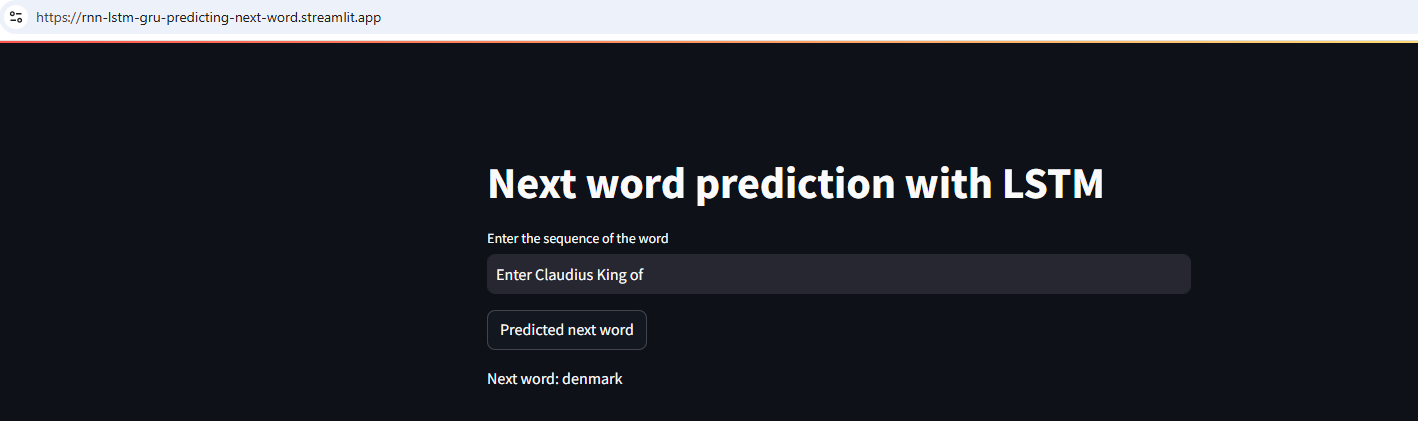 https://rnn-lstm-gru-predicting-next-word.streamlit.app
Next word prediction with LSTM
Enter the sequence of the word
Enter Claudius King of
Predicted next word
Next word: denmark